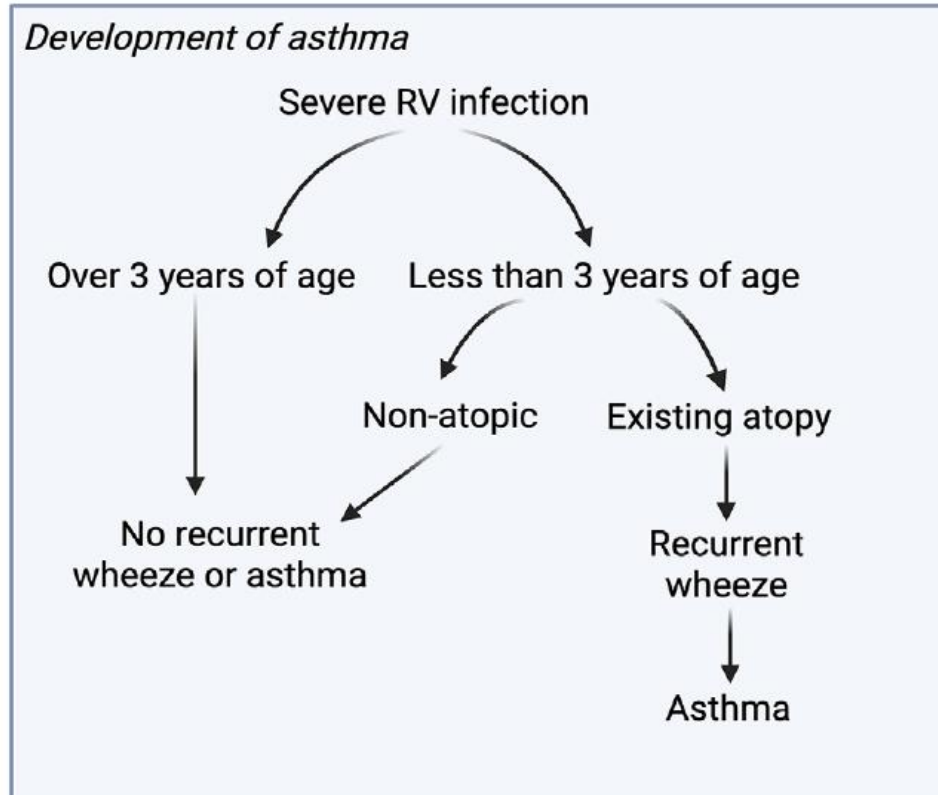 Development of asthma
Severe RV infection
Over 3 years of age
Less than 3 years of age
Non-atopic
Existing atopy
No recurrent
wheeze or asthma
Recurrent
wheeze
Asthma